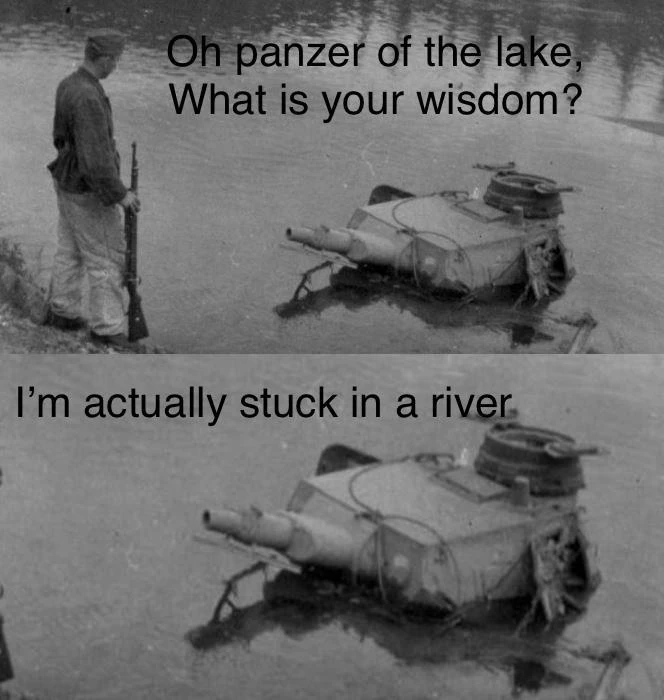 Oh panzer of the lake,
What is your wisdom?
I'm actually stuck in a river